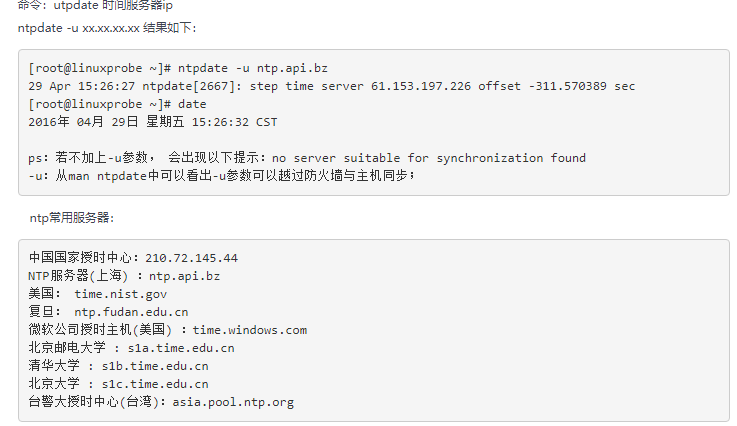 命令：utpdate 时间服务器ip
ntpdate -u xx.xx.xx.xx 结果如下：
[root@linuxprobe ~]# ntpdate -u ntp.api.bz
29 Apr 15:26:27 ntpdate[2667]: step time server 61.153.197.226 offset -311.570389 sec
[root@linuxprobe ~]# date
2016年 04月 29日 星期五 15:26:32 CST
ps：若不加上-u参数， 会出现以下提示：no server suitable for synchronization found
-u：从man ntpdate中可以看出-u参数可以越过防火墙与主机同步；
ntp常用服务器：
中国国家授时中心：210.72.145.44
NTP服务器(上海) ：ntp.api.bz
美国： time.nist.gov
复旦： ntp.fudan.edu.cn
微软公司授时主机(美国) ：time.windows.com
北京邮电大学 : s1a.time.edu.cn
清华大学 : s1b.time.edu.cn
北京大学 : s1c.time.edu.cn
台警大授时中心(台湾)：asia.pool.ntp.org